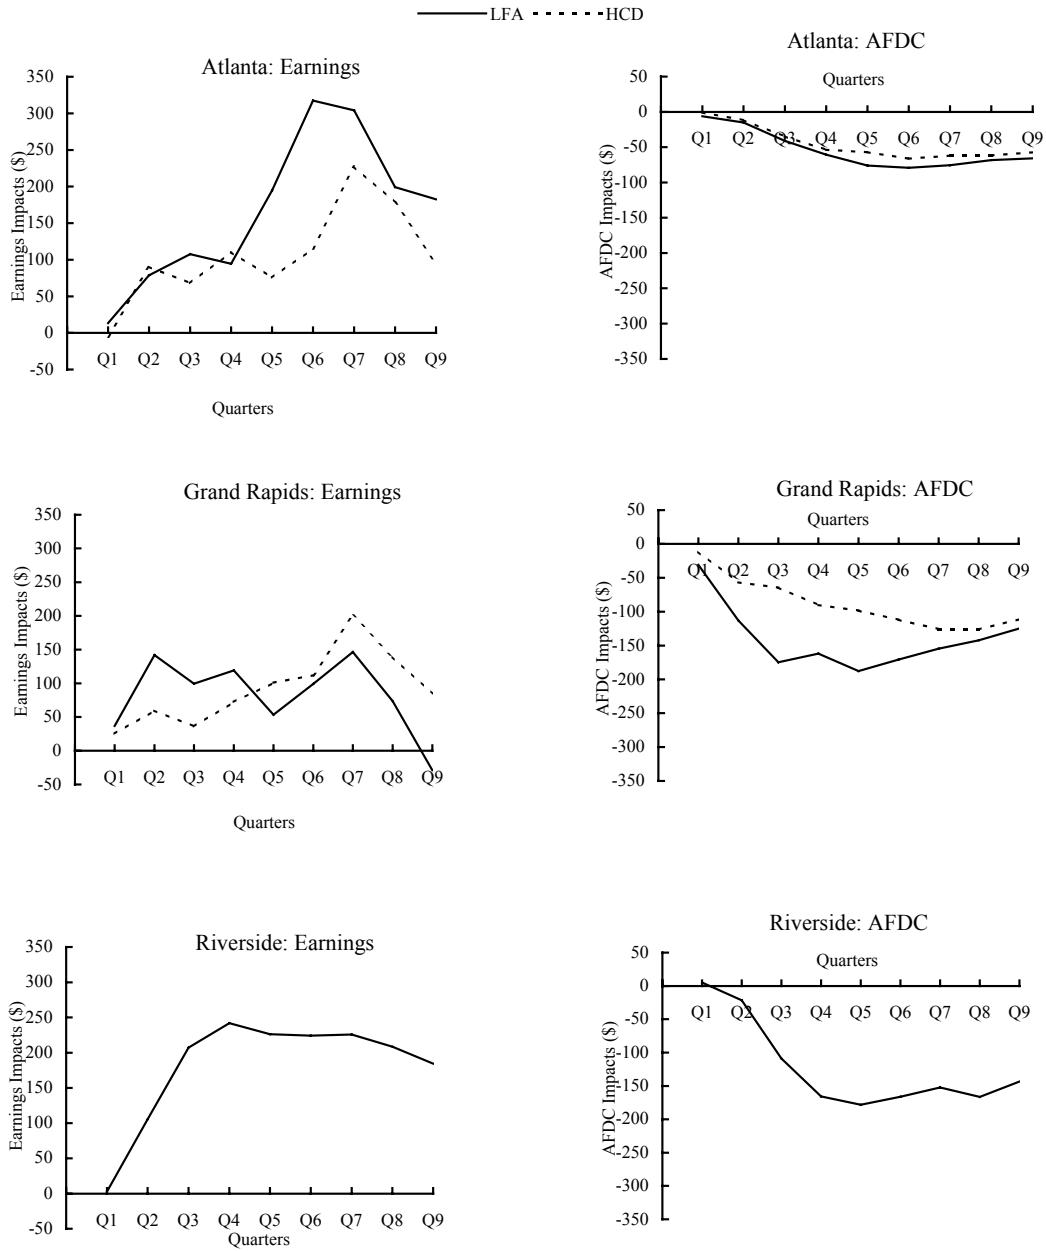 LFA HCD
Atlanta: Earnings
350
300
250
200
150
100
50
0
-50
Earnings Impacts ($)
Q1 Q2 Q3 Q4 Q5 Q6 Q7 Q8 Q9
Quarters
Atlanta: AFDC
Quarters
0
-50
-100
-150
-200
-250
-300
-350
AFDC Impacts ($)
Q1 Q2 Q3 Q4 Q5 Q6 Q7 Q8 Q9
Grand Rapids: Earnings
350
300
250
200
150
100
50
0
-50
Earnings Impacts ($)
Q1 Q2 Q3 Q4 Q5 Q6 Q7 Q8 Q9
Quarters
Grand Rapids: AFDC
Quarters
50
0
-50
-100
-150
-200
-250
-300
-350
AFDC Impacts ($)
Q1 Q2 Q3 Q4 Q5 Q6 Q7 Q8 Q9
Riverside: Earnings
350
300
250
200
150
100
50
0
-50
Earnings Impacts ($)
Q1 Q2 Q3 Q4 Q5 Q6 Q7 Q8 Q9
Quarters
Riverside: AFDC
Quarters
50
0
-50
-100
-150
-200
-250
-300
-350
AFDC Impacts ($)
Q1 Q2 Q3 Q4 Q5 Q6 Q7 Q8 Q9